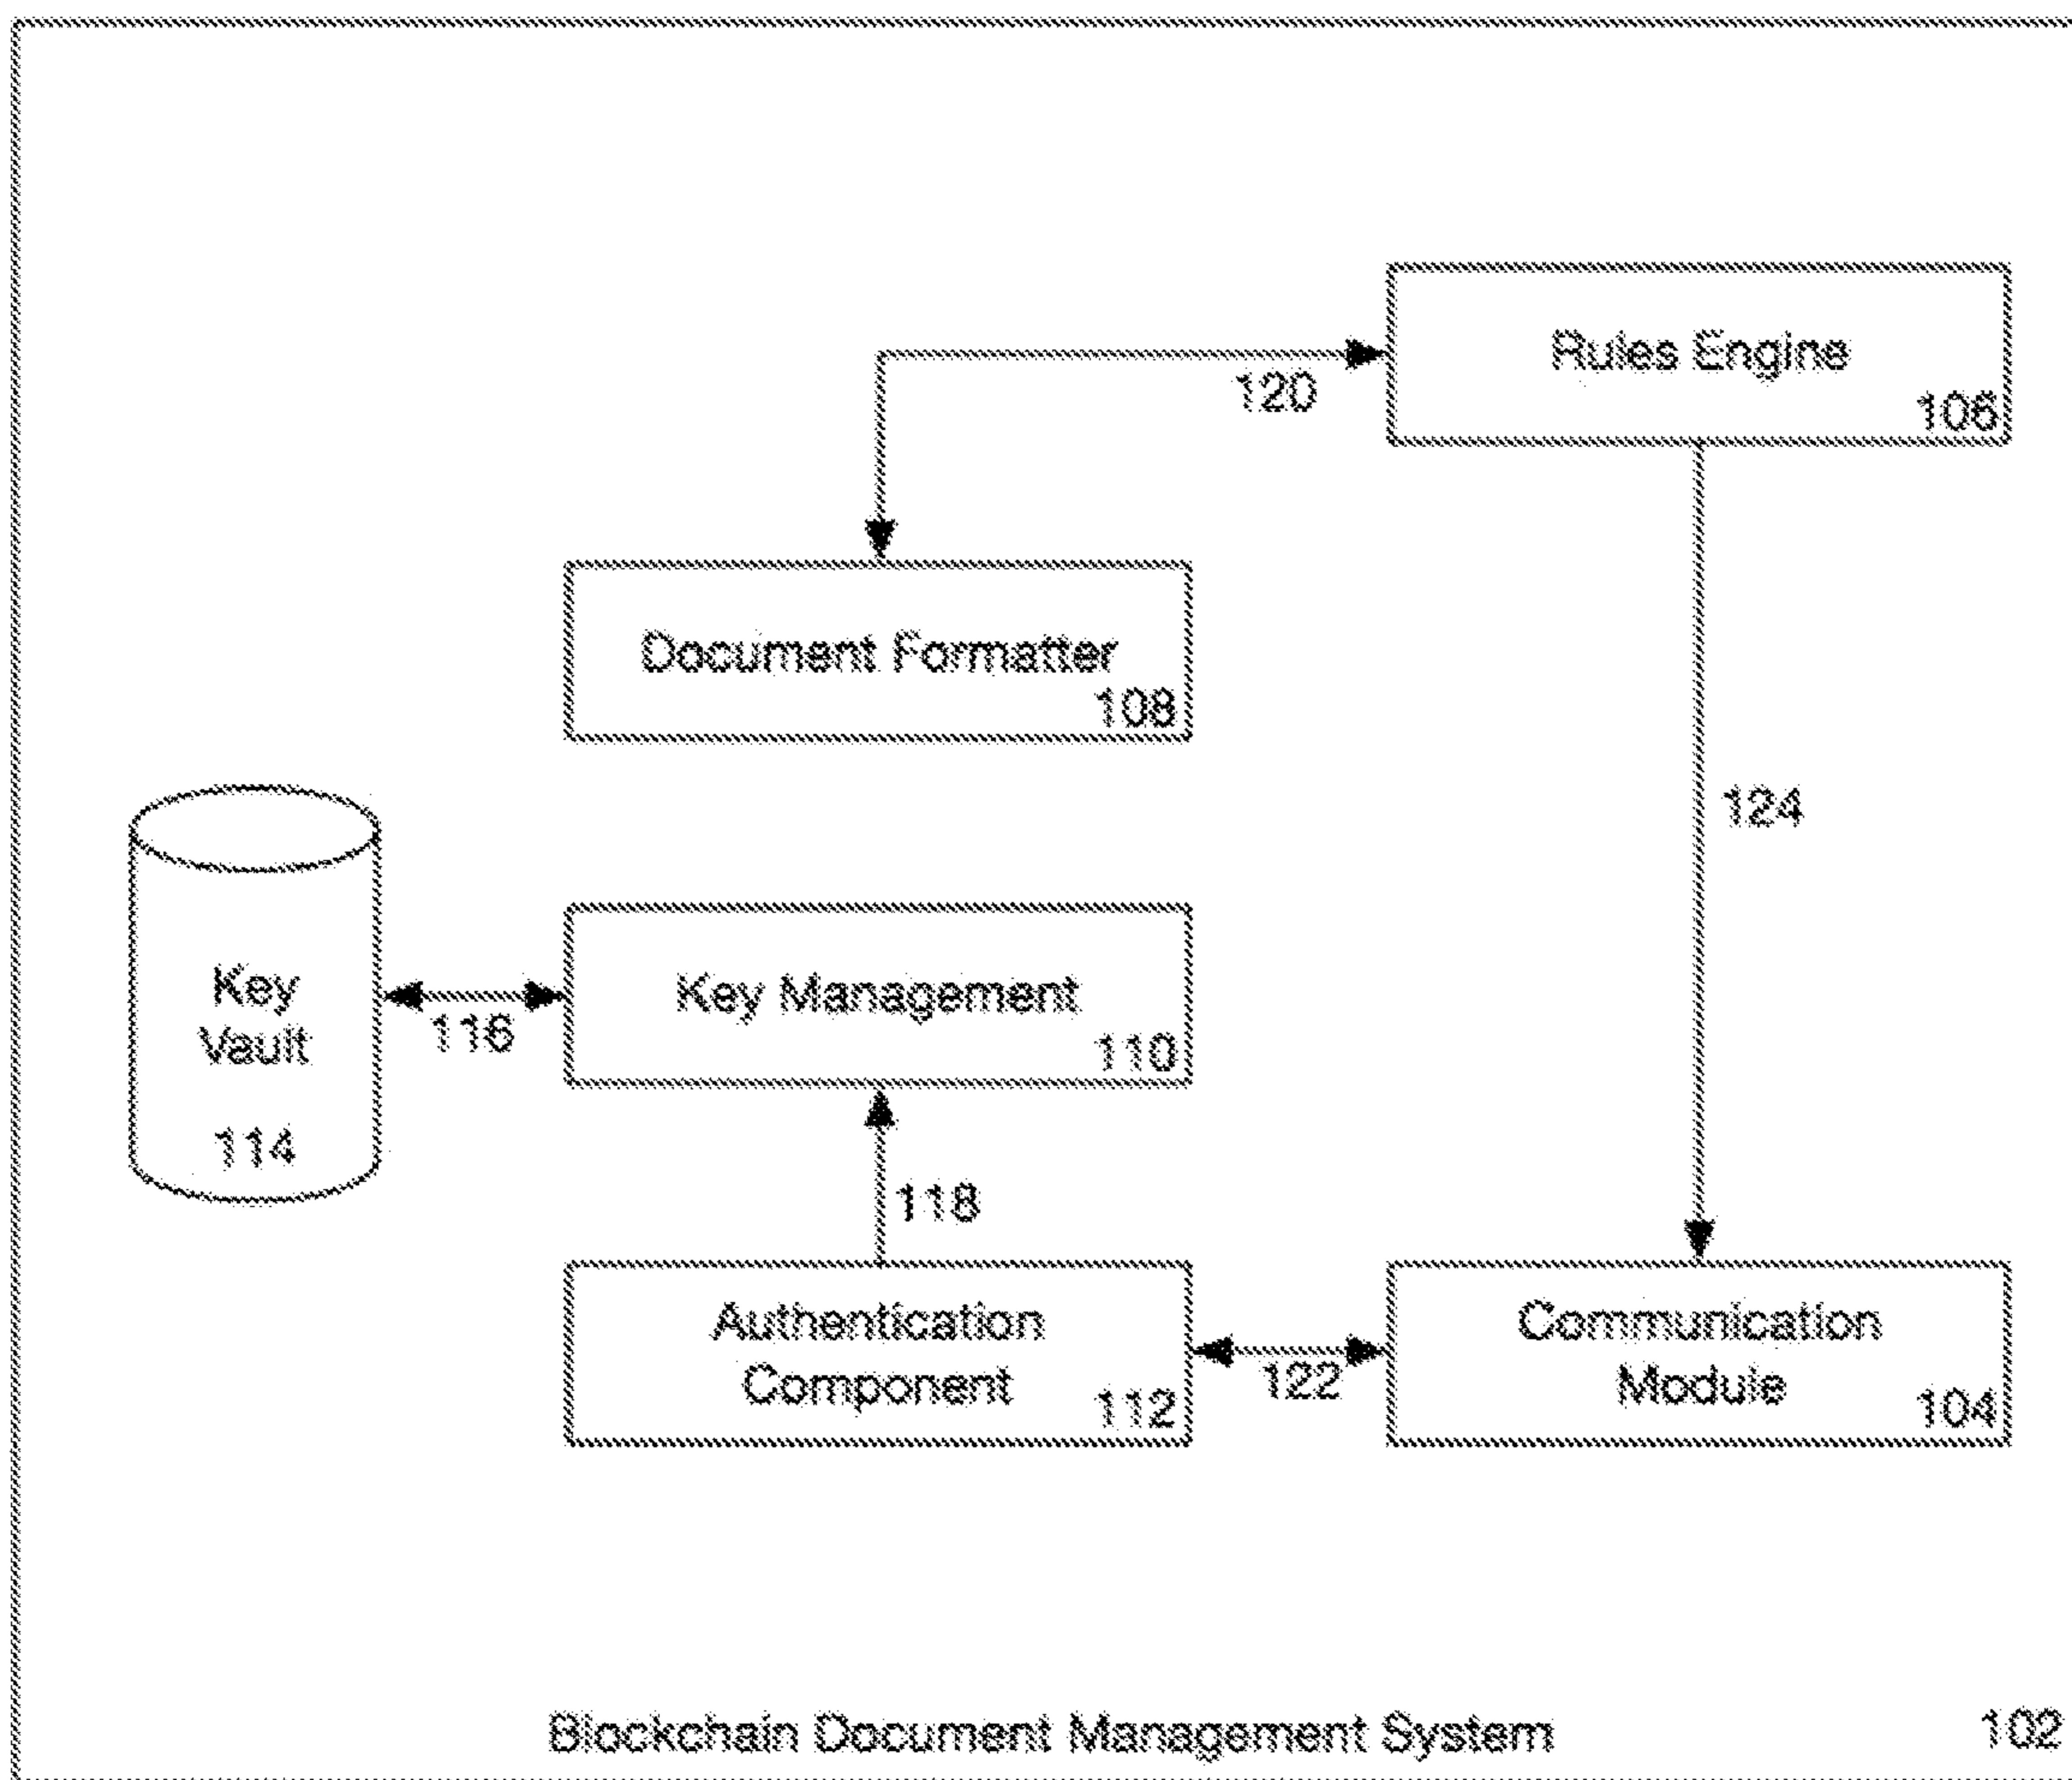 Rules Engine
106
120
Document Formatter
108
124
Key
Vault
114
116
Key Management
110
118
Authentication
Component
112
122
Communication
Module
104
Blockchain Document Management System
102